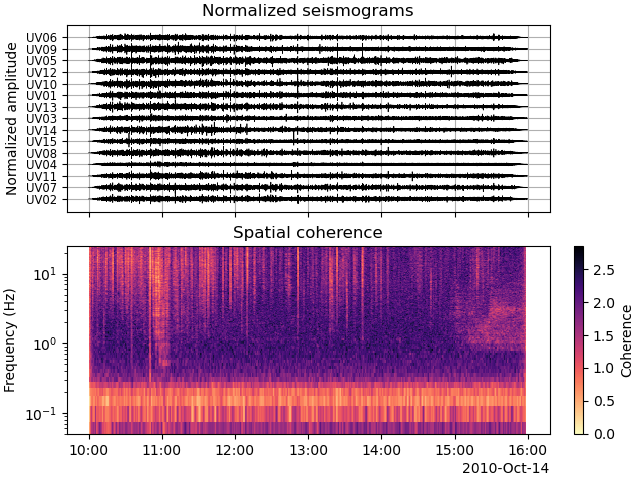 Normalized seismograms
Normalized amplitude
UV06
UV09
UV05
UV12
UV10
UV01
UV13
UV03
UV14
UV15
UV08
UV04
UV11
UV07
UV02
Spatial coherence
Frequency (Hz)
10¹
10⁰
10⁻¹
10:00 11:00 12:00 13:00 14:00 15:00 16:00
2010-Oct-14
2.5
2.0
1.5
1.0
0.5
0.0
Coherence